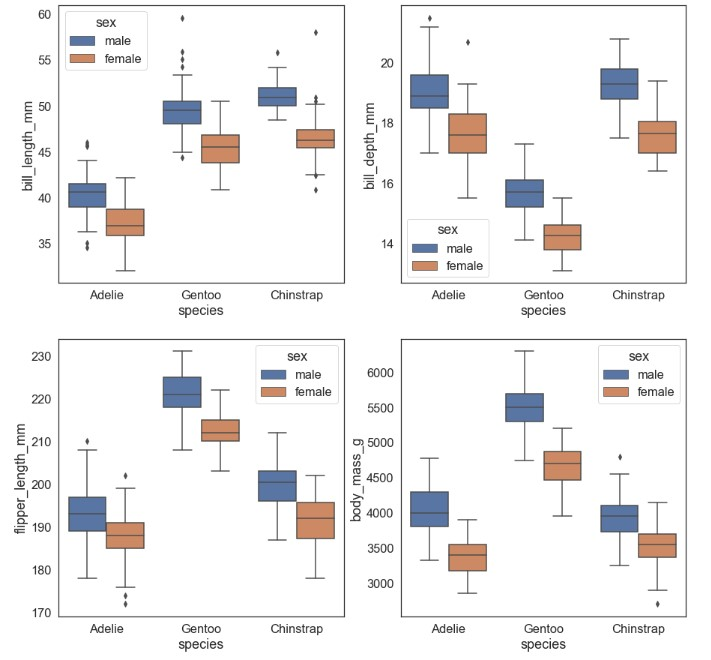 60
55
50
45
40
35
bill_length_mm
sex
male
female
Adelie Gentoo Chinstrap
species
20
18
16
14
bill_depth_mm
sex
male
female
Adelie Gentoo Chinstrap
species
230
220
210
200
190
180
170
flipper_length_mm
sex
male
female
Adelie Gentoo Chinstrap
species
6000
5500
5000
4500
4000
3500
3000
body_mass_g
sex
male
female
Adelie Gentoo Chinstrap
species